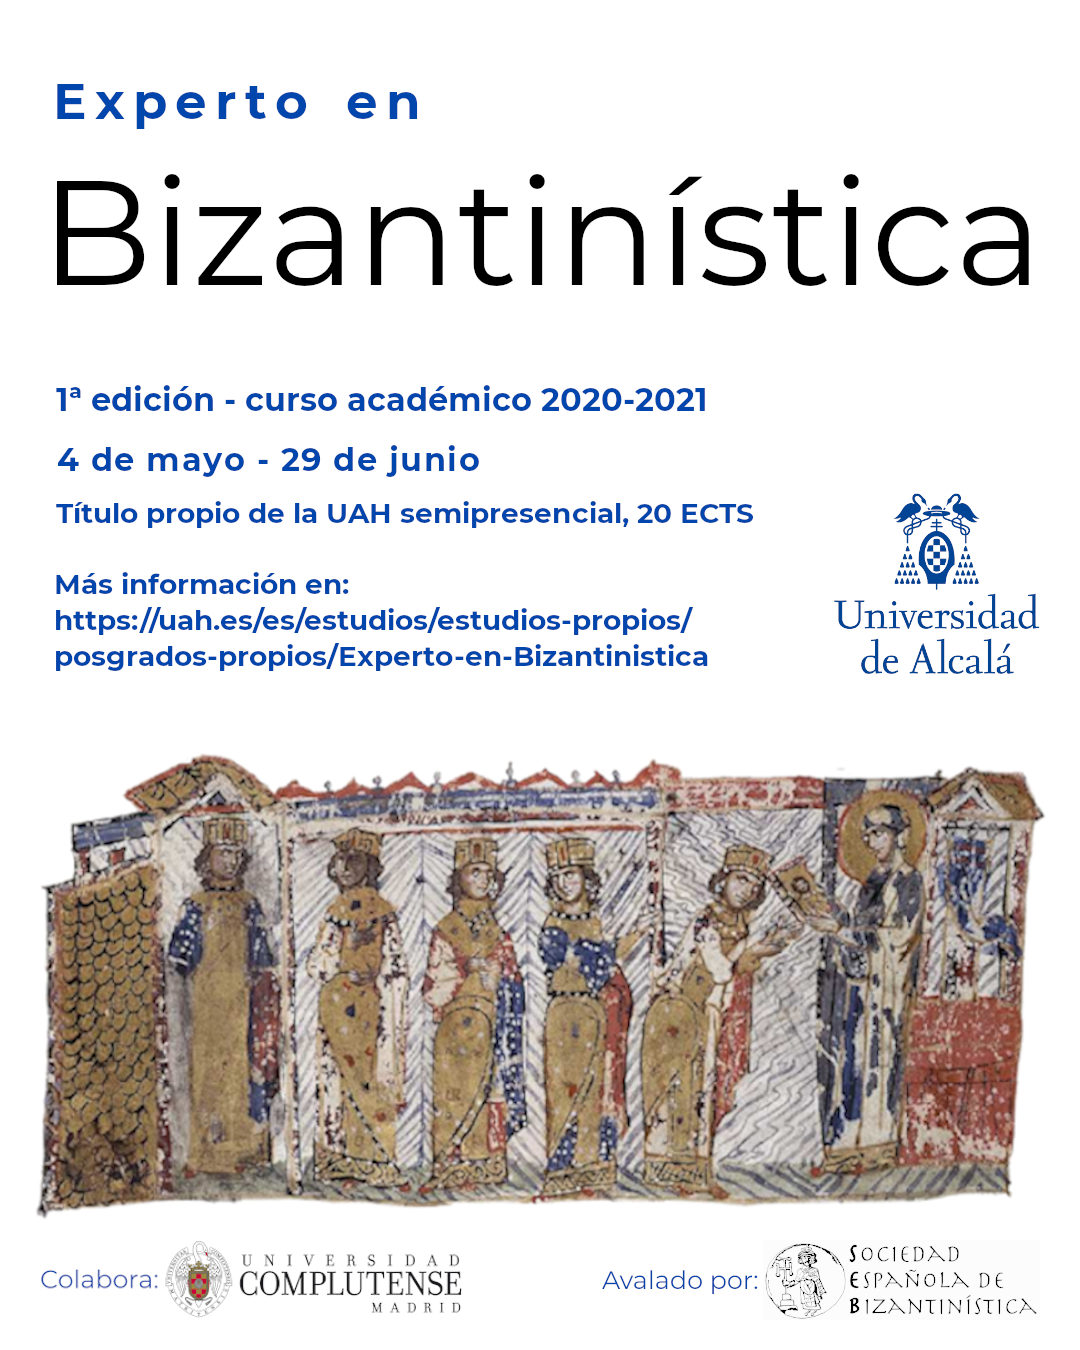 Experto en
Bizantinística
1ª edición - curso académico 2020-2021
4 de mayo - 29 de junio
Título propio de la UAH semipresencial, 20 ECTS
Más información en:
https://uah.es/es/estudios/estudios-propios/
posgrados-propios/Experto-en-Bizantinistica
Universidad
de Alcalá
Colabora:
UNIVERSIDAD
COMPLUTENSE
MADRID
Avalado por:
SOCIEDAD
ESPAÑOLA DE
BIZANTINÍSTICA